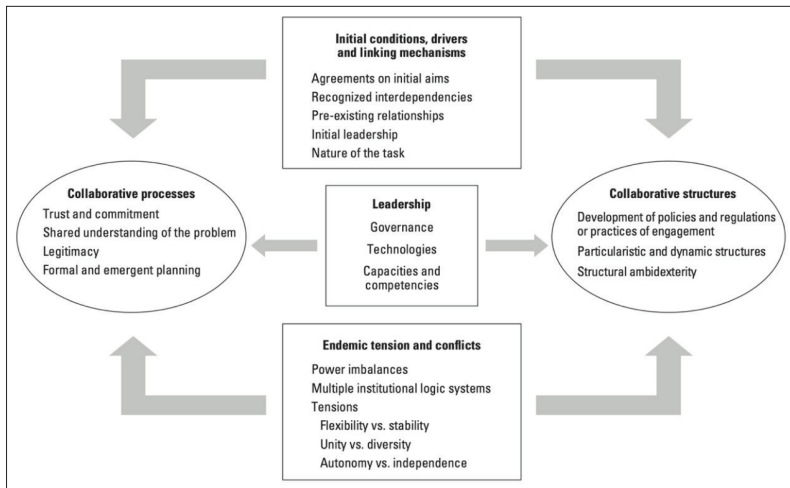 Initial conditions, drivers
and linking mechanisms
Agreements on initial aims
Recognized interdependencies
Pre-existing relationships
Initial leadership
Nature of the task
Collaborative processes
Trust and commitment
Shared understanding of the problem
Legitimacy
Formal and emergent planning
Leadership
Governance
Technologies
Capacities and
competencies
Collaborative structures
Development of policies and regulations
or practices of engagement
Particularistic and dynamic structures
Structural ambidexterity
Endemic tension and conflicts
Power imbalances
Multiple institutional logic systems
Tensions
Flexibility vs. stability
Unity vs. diversity
Autonomy vs. independence